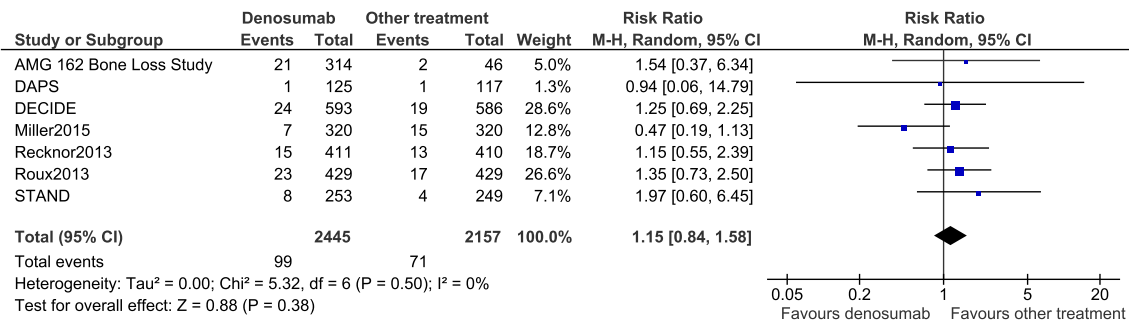 Denosumab Other treatment Risk Ratio Risk Ratio
Study or Subgroup Events Total Events Total Weight M-H, Random, 95% CI M-H, Random, 95% CI
AMG 162 Bone Loss Study 21 314 2 46 5.0% 1.54 [0.37, 6.34]
DAPS 1 125 1 117 1.3% 0.94 [0.06, 14.79]
DECIDE 24 593 19 586 28.6% 1.25 [0.69, 2.25]
Miller2015 7 320 15 320 12.8% 0.47 [0.19, 1.13]
Recknor2013 15 411 13 410 18.7% 1.15 [0.55, 2.39]
Roux2013 23 429 17 429 26.6% 1.35 [0.73, 2.50]
STAND 8 253 4 249 7.1% 1.97 [0.60, 6.45]
Total (95% CI) 2445 2157 100.0% 1.15 [0.84, 1.58]
Total events 99 71
Heterogeneity: Tau² = 0.00; Chi² = 5.32, df = 6 (P = 0.50); I² = 0%
Test for overall effect: Z = 0.88 (P = 0.38)
0.05 0.2 1 5 20
Favours denosumab Favours other treatment